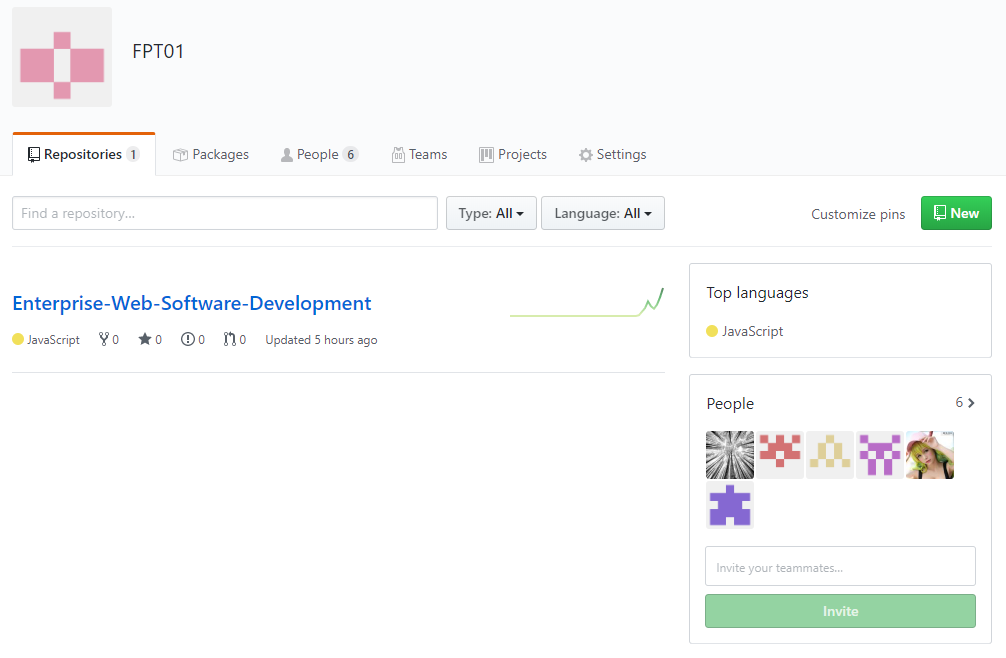 FPT01
Repositories 1 Packages People 6 Teams Projects Settings
Find a repository... Type: All Language: All Customize pins New
Enterprise-Web-Software-Development
JavaScript 0 0 0 0 Updated 5 hours ago
Top languages
JavaScript
People 6
Invite your teammates...
Invite